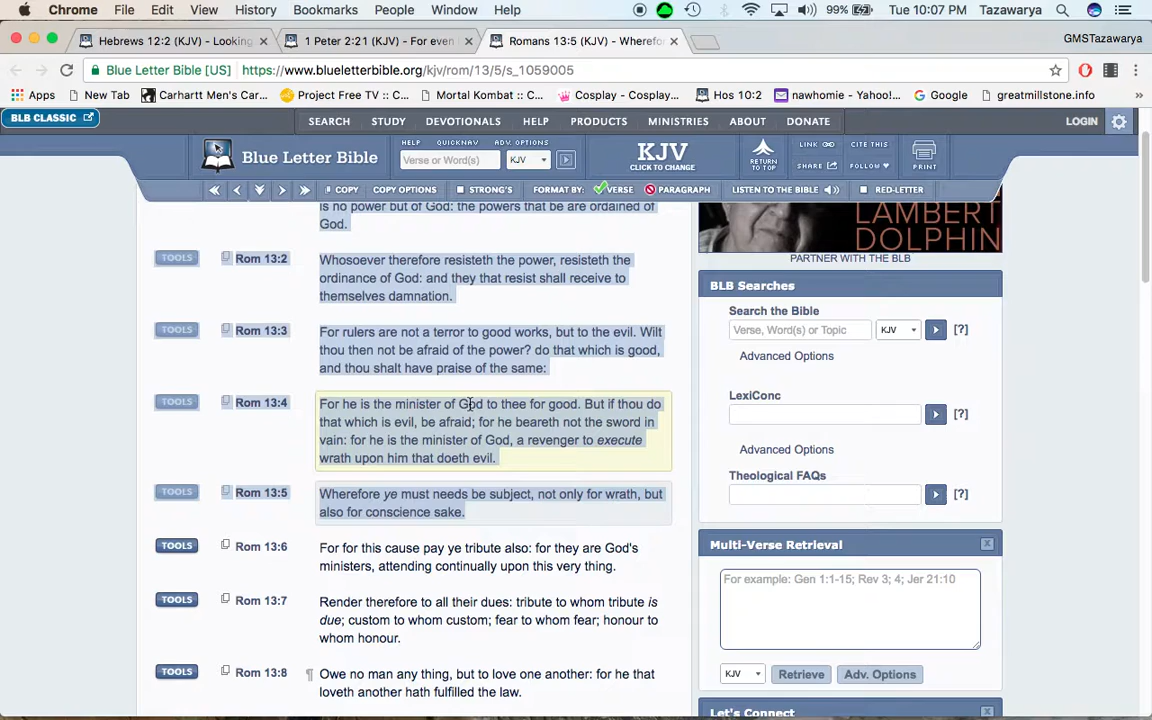 Chrome File Edit View History Bookmarks People Window Help 99% Tue 10:07 PM Tazawarya
Hebrews 12:2 (KJV) - Looking × 1 Peter 2:21 (KJV) - For even × Romans 13:5 (KJV) - Wherefo × GMSTazawarya
Blue Letter Bible [US] https://www.blueletterbible.org/kjv/rom/13/5/s_1059005
Apps New Tab Carhartt Men's Car... Project Free TV :: C... Mortal Kombat :: C... Cosplay - Cosplay... Hos 10:2 nawhomie - Yahoo!... Google greatmillstone.info »
BLB CLASSIC SEARCH STUDY DEVOTIONALS HELP PRODUCTS MINISTRIES ABOUT DONATE LOGIN
Blue Letter Bible
HELP QUICKNAV ADV. OPTIONS
Verse or Word(s) KJV
KJV
CLICK TO CHANGE
RETURN
TO TOP
LINK CITE THIS
SHARE FOLLOW
PRINT
COPY COPY OPTIONS STRONG'S FORMAT BY: VERSE PARAGRAPH LISTEN TO THE BIBLE RED-LETTER
is no power but of God: the powers that be are ordained of
God.
TOOLS Rom 13:2 Whosoever therefore resisteth the power, resisteth the
ordinance of God: and they that resist shall receive to
themselves damnation.
TOOLS Rom 13:3 For rulers are not a terror to good works, but to the evil. Wilt
thou then not be afraid of the power? do that which is good,
and thou shalt have praise of the same:
TOOLS Rom 13:4 For he is the minister of God to thee for good. But if thou do
that which is evil, be afraid; for he beareth not the sword in
vain: for he is the minister of God, a revenger to execute
wrath upon him that doeth evil.
TOOLS Rom 13:5 Wherefore ye must needs be subject, not only for wrath, but
also for conscience sake.
TOOLS Rom 13:6 For for this cause pay ye tribute also: for they are God's
ministers, attending continually upon this very thing.
TOOLS Rom 13:7 Render therefore to all their dues: tribute to whom tribute is
due; custom to whom custom; fear to whom fear; honour to
whom honour.
TOOLS Rom 13:8 ¶ Owe no man any thing, but to love one another: for he that
loveth another hath fulfilled the law.
LAMBERT
DOLPHIN
PARTNER WITH THE BLB
BLB Searches
Search the Bible
Verse, Word(s) or Topic KJV [?]
Advanced Options
LexiConc
[?]
Advanced Options
Theological FAQs
[?]
Multi-Verse Retrieval
For example: Gen 1:1-15; Rev 3; 4; Jer 21:10
KJV Retrieve Adv. Options
Let's Connect